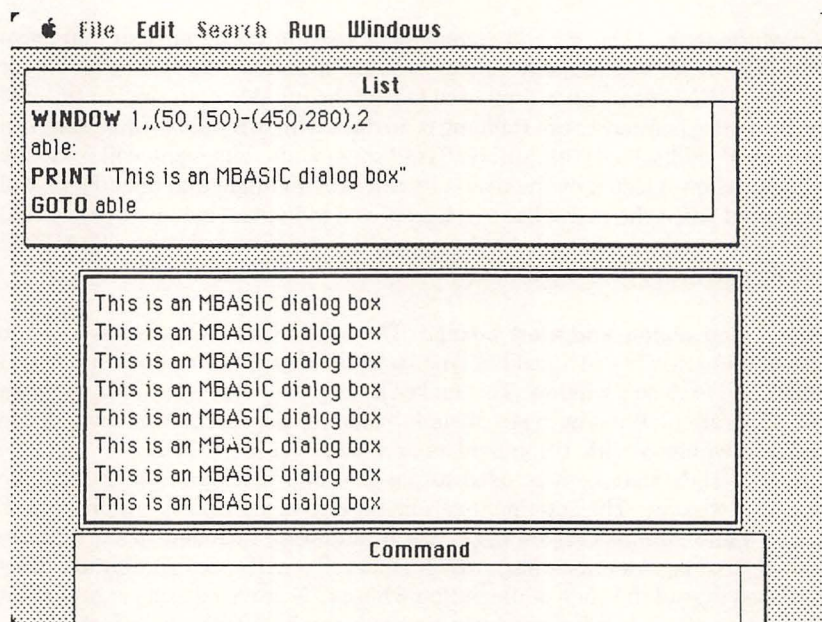 File Edit Search Run Windows
List
WINDOW 1,,(50,150)-(450,280),2
able:
PRINT "This is an MBASIC dialog box"
GOTO able
This is an MBASIC dialog box
This is an MBASIC dialog box
This is an MBASIC dialog box
This is an MBASIC dialog box
This is an MBASIC dialog box
This is an MBASIC dialog box
This is an MBASIC dialog box
This is an MBASIC dialog box
Command